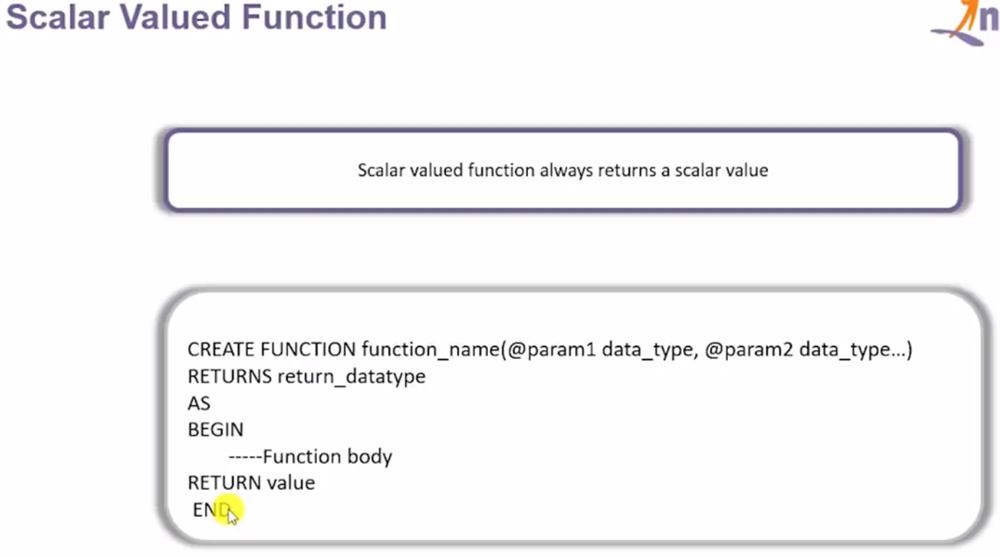 Scalar Valued Function
n
Scalar valued function always returns a scalar value
CREATE FUNCTION function_name(@param1 data_type, @param2 data_type...)
RETURNS return_datatype
AS
BEGIN
-----Function body
RETURN value
END